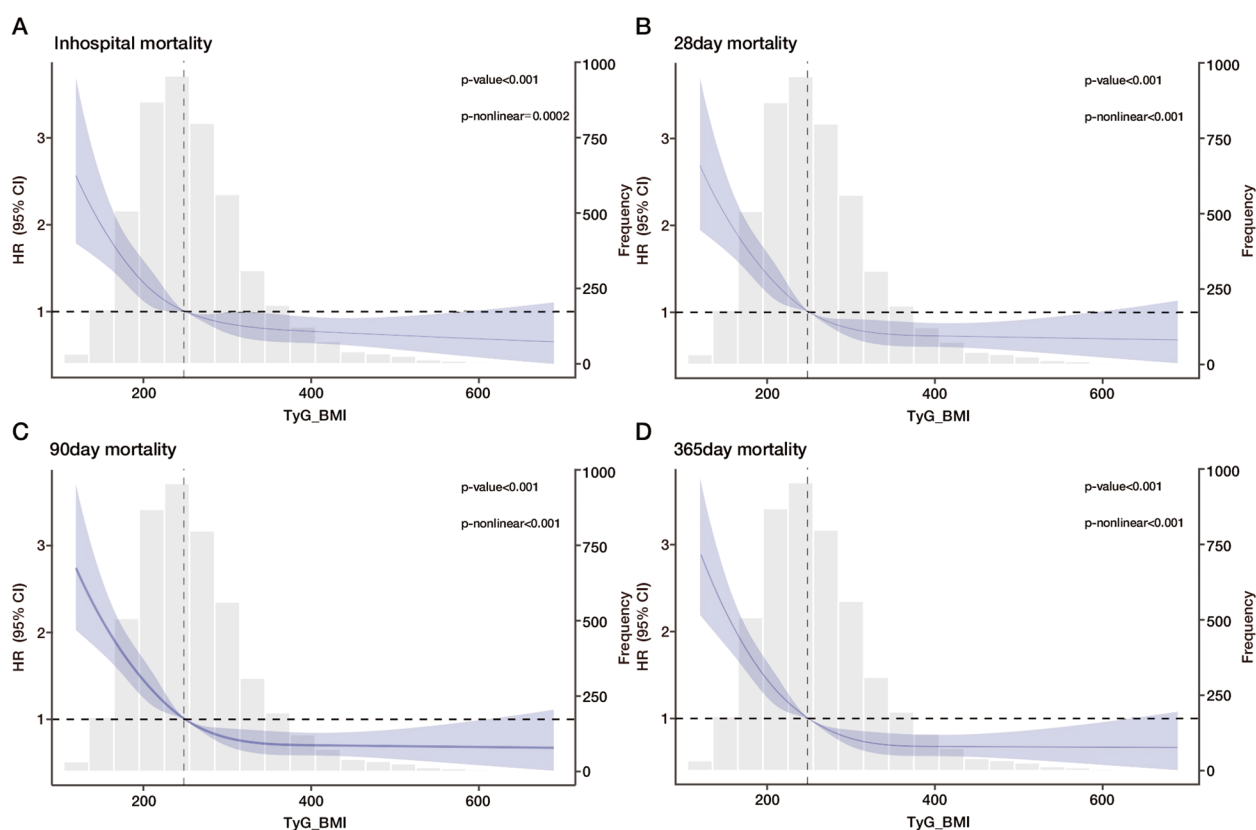 A
Inhospital mortality
p-value<0.001
p-nonlinear=0.0002
HR (95% CI)
3
2
1
1000
750
500
250
0
Frequency
200
400
600
TyG_BMI
B
28day mortality
p-value<0.001
p-nonlinear<0.001
HR (95% CI)
3
2
1
1000
750
500
250
0
Frequency
200
400
600
TyG_BMI
C
90day mortality
p-value<0.001
p-nonlinear<0.001
HR (95% CI)
3
2
1
1000
750
500
250
0
Frequency
200
400
600
TyG_BMI
D
365day mortality
p-value<0.001
p-nonlinear<0.001
HR (95% CI)
3
2
1
1000
750
500
250
0
Frequency
200
400
600
TyG_BMI